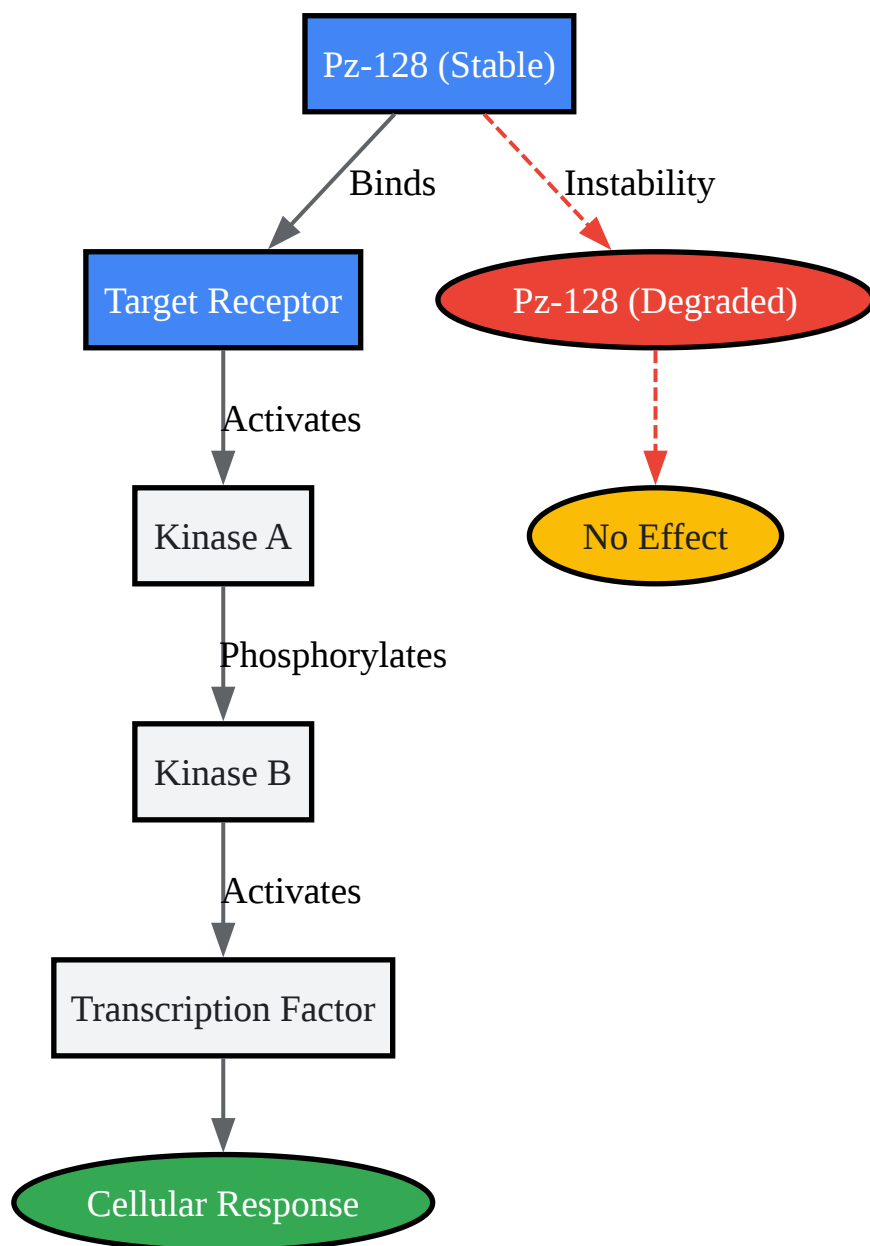 Pz-128 (Stable)
Binds
Instability
Target Receptor
Pz-128 (Degraded)
Activates
Kinase A
No Effect
Phosphorylates
Kinase B
Activates
Transcription Factor
Cellular Response